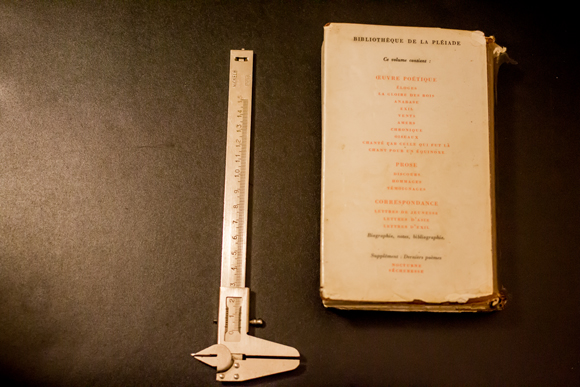 BIBLIOTHÈQUE DE LA PLÉIADE
Ce volume contient :
ŒUVRE POÉTIQUE
ÉLOGES
LA GLOIRE DES ROIS
ANABASE
EXIL
VENTS
AMERS
CHRONIQUE
OISEAUX
CHANTÉ PAR CELLE QUI FUT LÀ
CHANT POUR UN ÉQUINOXE
PROSE
DISCOURS
HOMMAGES
TÉMOIGNAGES
CORRESPONDANCE
LETTRES DE JEUNESSE
LETTRES D'ASIE
LETTRES D'EXIL
Biographie, notes, bibliographie.
Supplément : Derniers poèmes
NOCTURNE
SÉCHERESSE